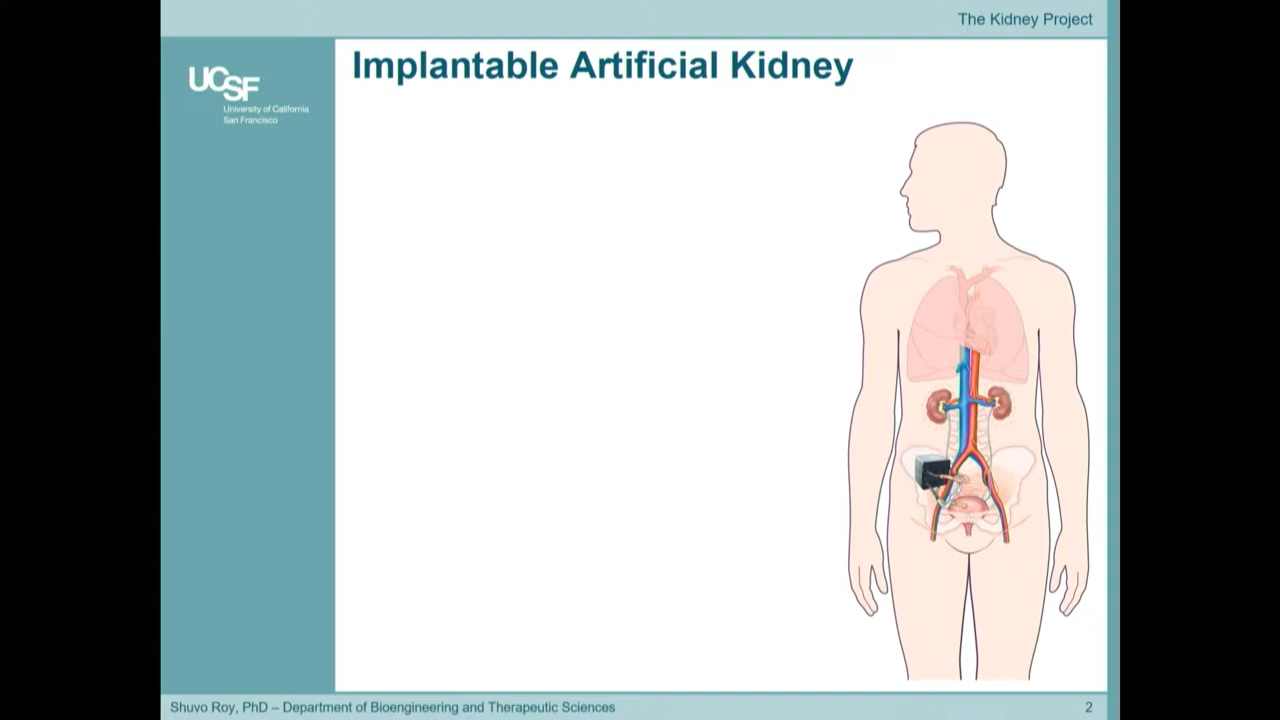 The Kidney Project
UCSF
University of California
San Francisco
Implantable Artificial Kidney
Shuvo Roy, PhD – Department of Bioengineering and Therapeutic Sciences
2